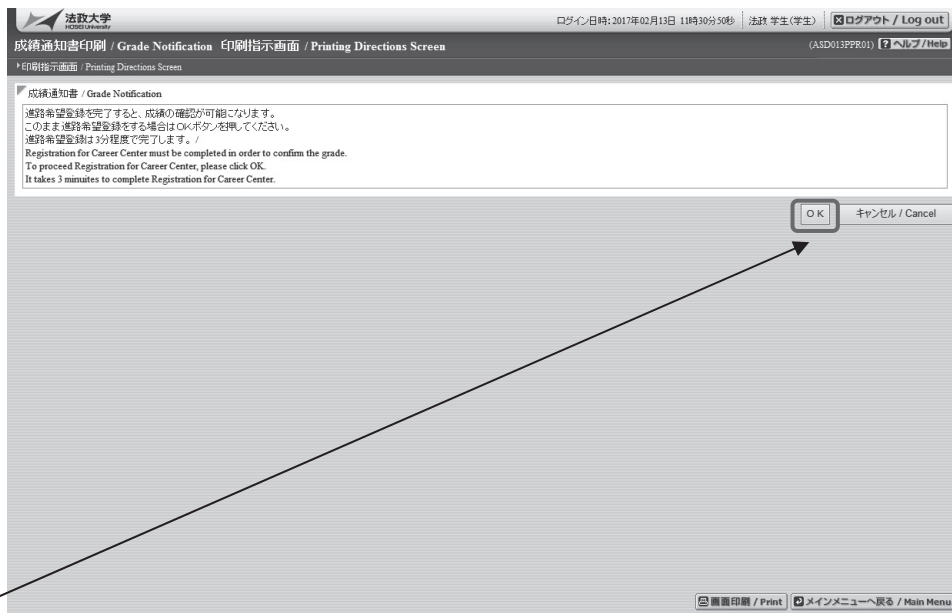 法政大学
HOSEI University
ログイン日時:2017年02月13日 11時30分50秒
法政 学生(学生)
ログアウト / Log out
成績通知書印刷 / Grade Notification 印刷指示画面 / Printing Directions Screen
(ASD013PPR01)
? ヘルプ/Help
印刷指示画面 / Printing Directions Screen
成績通知書 / Grade Notification
進路希望登録を完了すると、成績の確認が可能になります。
このまま進路希望登録をする場合はOKボタンを押してください。
進路希望登録は3分程度で完了します。/
Registration for Career Center must be completed in order to confirm the grade.
To proceed Registration for Career Center, please click OK.
It takes 3 minuites to complete Registration for Career Center.
OK
キャンセル / Cancel
画面印刷 / Print
メインメニューへ戻る / Main Menu